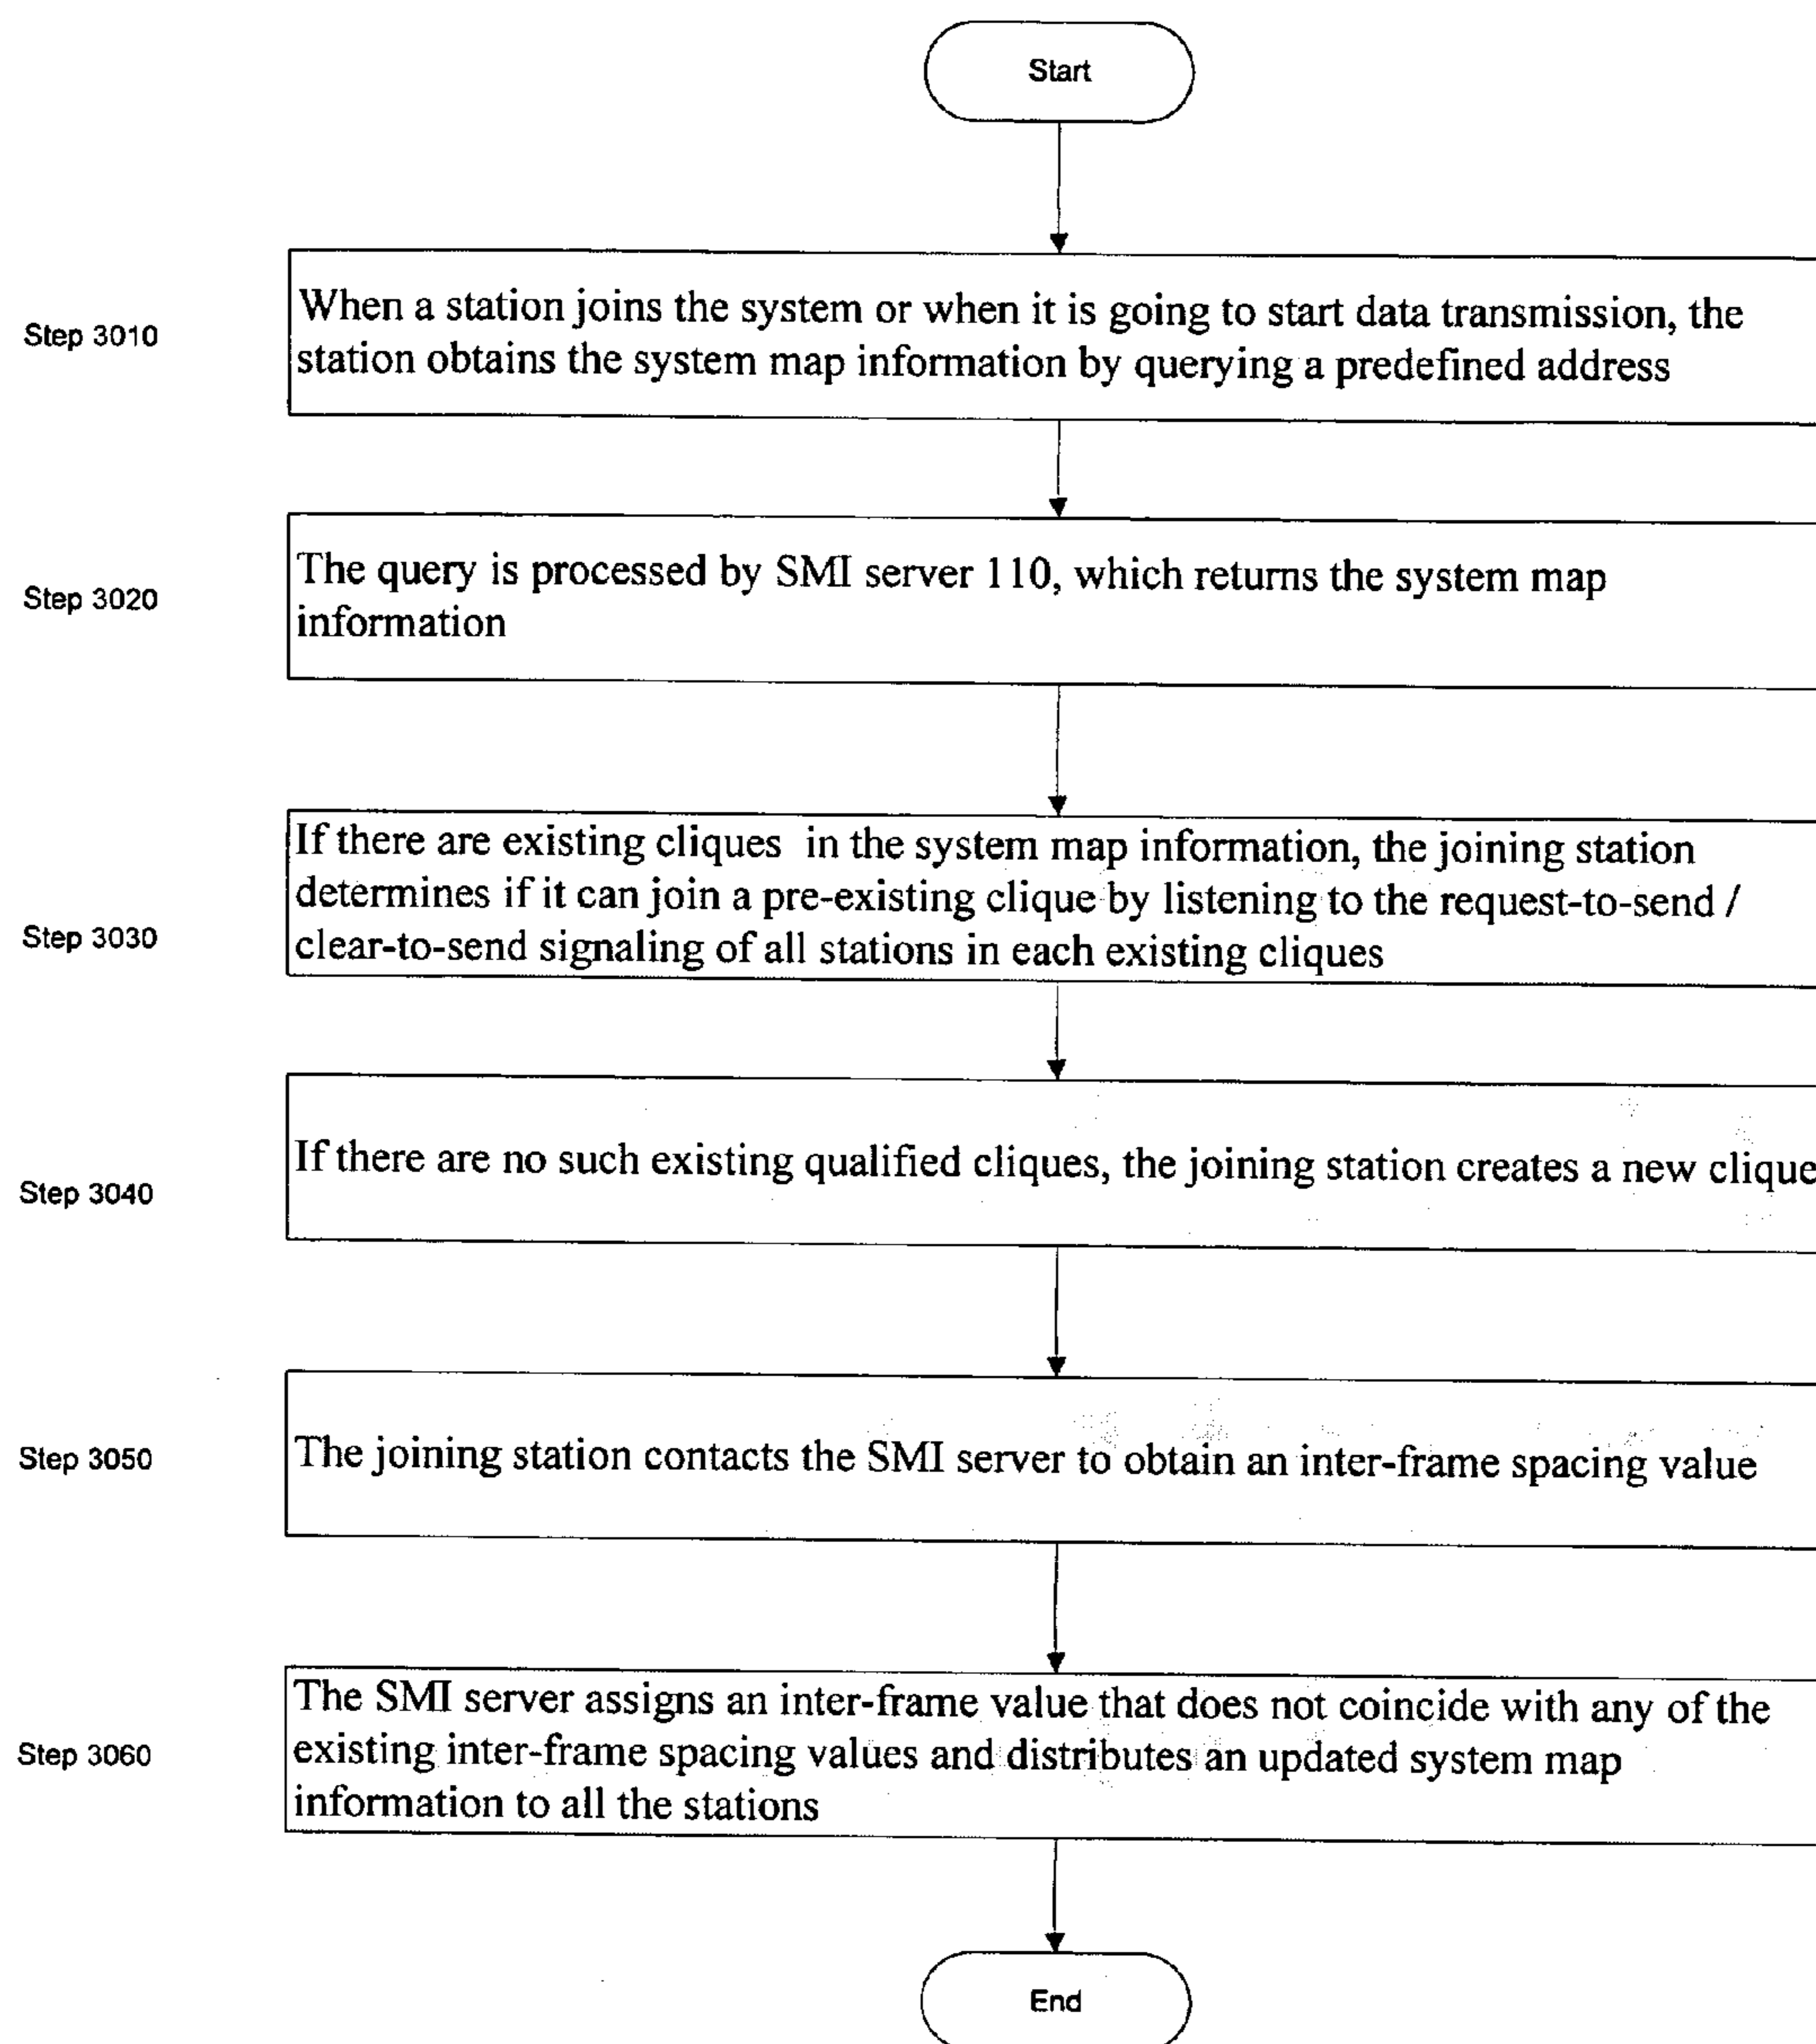 Start
Step 3010
When a station joins the system or when it is going to start data transmission, the
station obtains the system map information by querying a predefined address
Step 3020
The query is processed by SMI server 110, which returns the system map
information
Step 3030
If there are existing cliques in the system map information, the joining station
determines if it can join a pre-existing clique by listening to the request-to-send /
clear-to-send signaling of all stations in each existing cliques
Step 3040
If there are no such existing qualified cliques, the joining station creates a new clique
Step 3050
The joining station contacts the SMI server to obtain an inter-frame spacing value
Step 3060
The SMI server assigns an inter-frame value that does not coincide with any of the
existing inter-frame spacing values and distributes an updated system map
information to all the stations
End